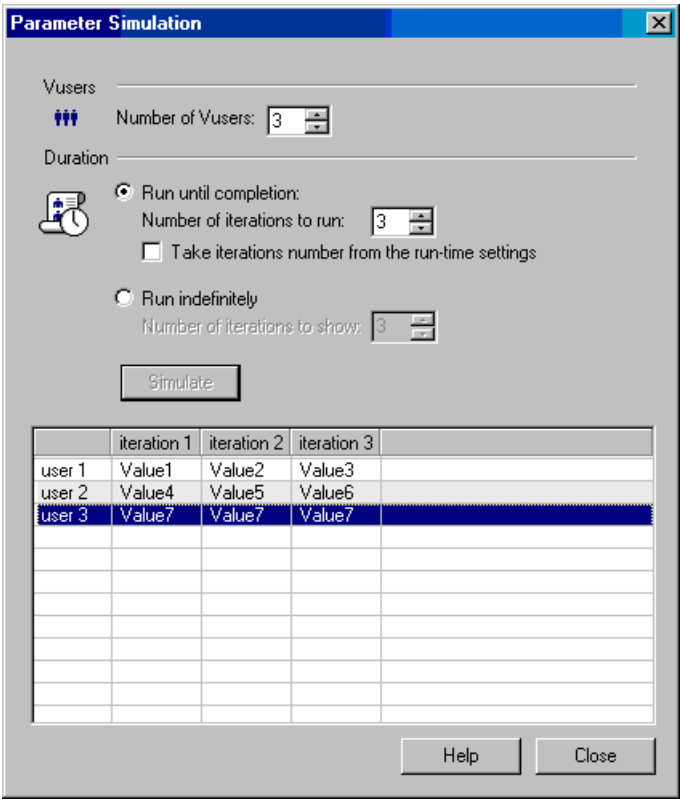 Parameter Simulation
Vusers
Number of Vusers: 3
Duration
Run until completion:
Number of iterations to run: 3
Take iterations number from the run-time settings
Run indefinitely
Number of iterations to show: 3
Simulate
iteration 1 iteration 2 iteration 3
user 1 Value1 Value2 Value3
user 2 Value4 Value5 Value6
user 3 Value7 Value7 Value7
Help Close